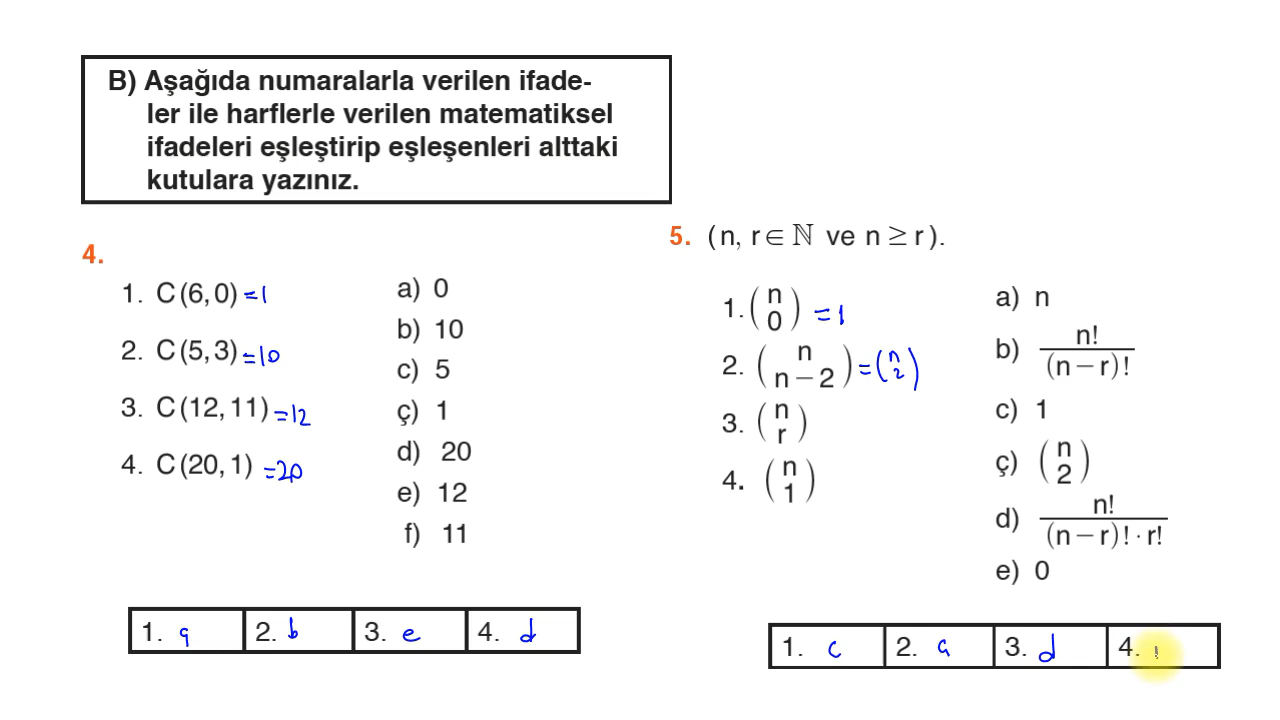 B) Aşağıda numaralarla verilen ifade-
ler ile harflerle verilen matematiksel
ifadeleri eşleştirip eşleşenleri alttaki
kutulara yazınız.
4.
1. C(6,0) =1
2. C(5,3) =10
3. C(12,11) =12
4. C(20,1) =20
a) 0
b) 10
c) 5
ç) 1
d) 20
e) 12
f) 11
1. q 2. b 3. e 4. d
5. (n, r∈ℕ ve n≥r).
1. (n 0) =1
2. (n n−2) =(n 2)
3. (n r)
4. (n 1)
a) n
b) n!/(n−r)!
c) 1
ç) (n 2)
d) n!/(n−r)!·r!
e) 0
1. c 2. a 3. d 4.